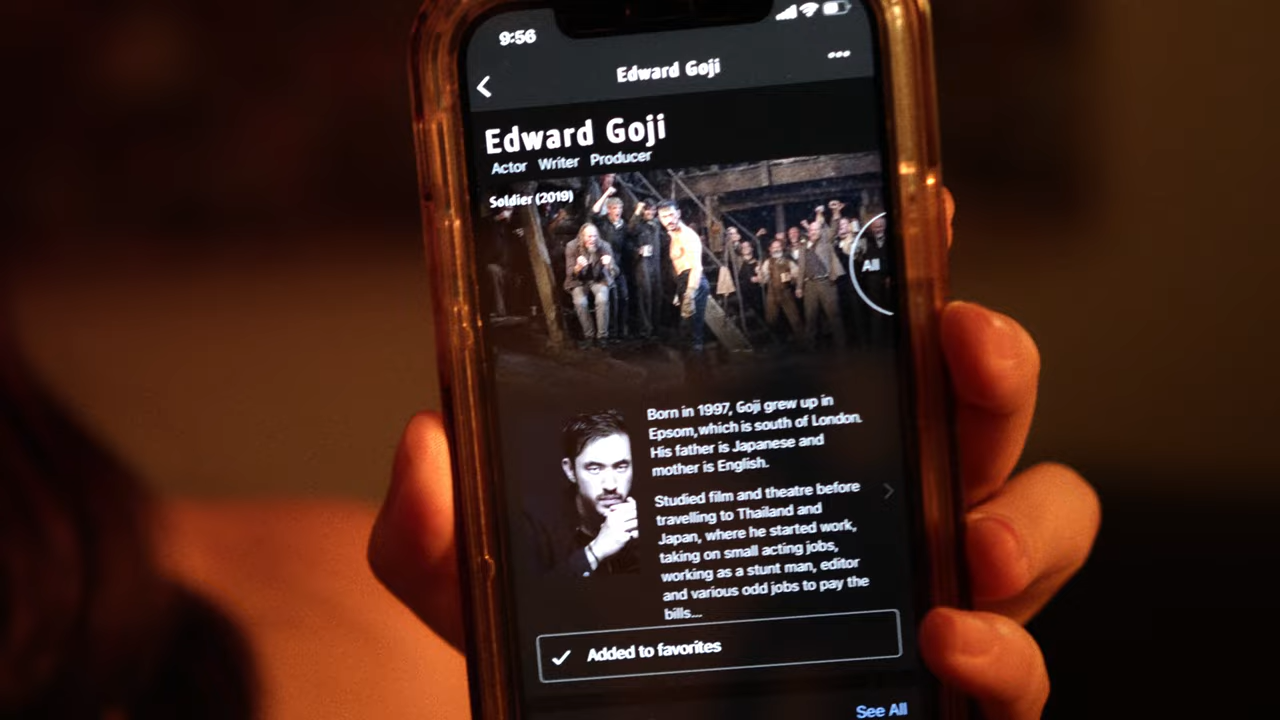 9:56
Edward Goji
Edward Goji
Actor Writer Producer
Soldier (2019)
All
Born in 1997, Goji grew up in
Epsom, which is south of London.
His father is Japanese and
mother is English.
Studied film and theatre before
travelling to Thailand and
Japan, where he started work,
taking on small acting jobs,
working as a stunt man, editor
and various odd jobs to pay the
bills...
Added to favorites
See All